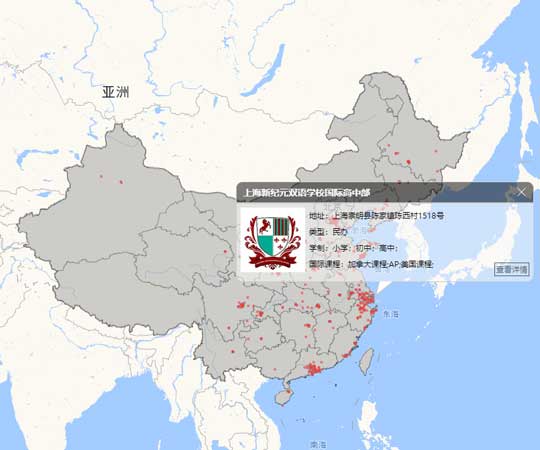 亚洲
上海新纪元双语学校国际高中部
地址：上海崇明县陈家镇陈西村1518号
类型：民办
学制：小学；初中；高中；
国际课程：加拿大课程;AP;美国课程;
查看详情
东海
南海